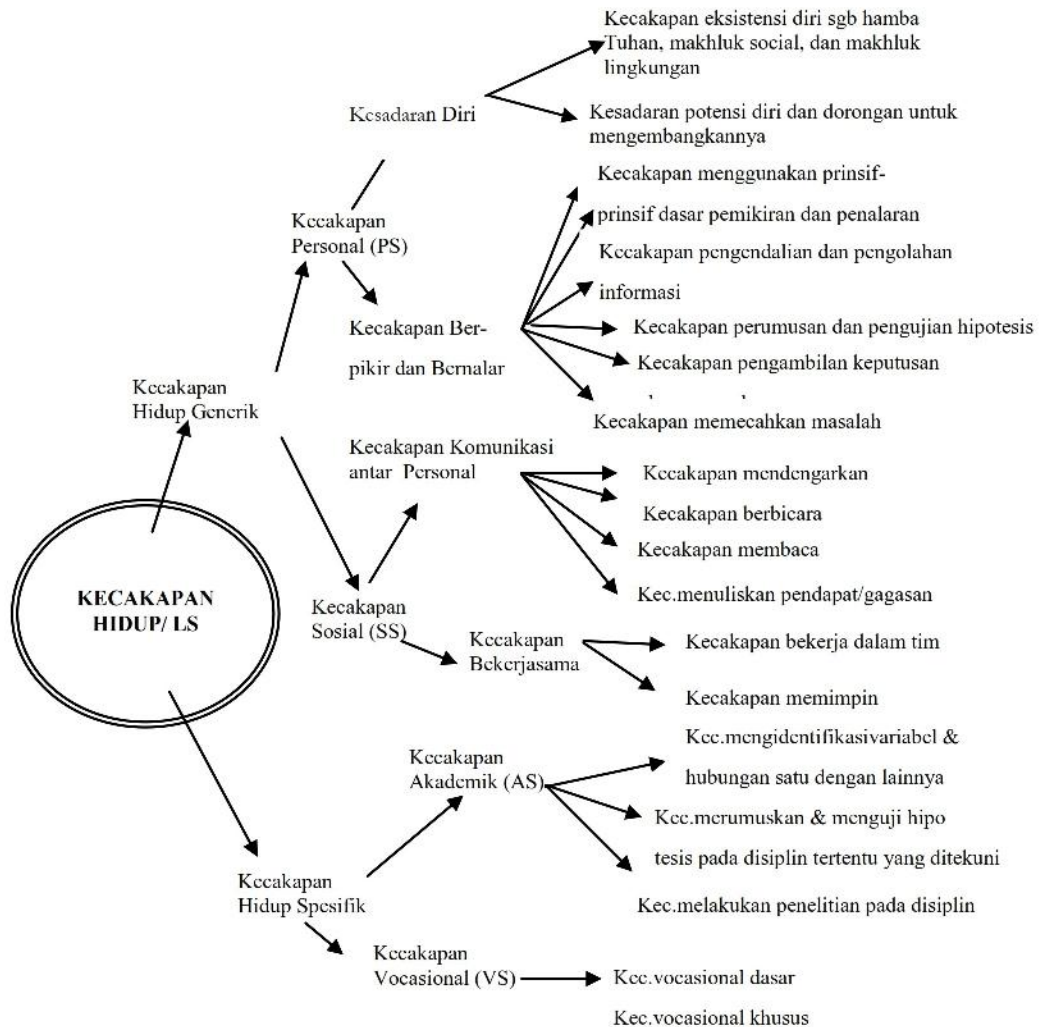 Kecakapan eksistensi diri sgb hamba
Tuhan, makhluk social, dan makhluk
lingkungan
Kesadaran Diri
Kesadaran potensi diri dan dorongan untuk
mengembangkannya
Kecakapan menggunakan prinsif-
prinsif dasar pemikiran dan penalaran
Kecakapan
Personal (PS)
Kecakapan pengendalian dan pengolahan
informasi
Kecakapan Ber-
pikir dan Bernalar
Kecakapan perumusan dan pengujian hipotesis
Kecakapan pengambilan keputusan
Kecakapan memecahkan masalah
Kecakapan
Hidup Generik
Kecakapan Komunikasi
antar Personal
Kecakapan mendengarkan
Kecakapan berbicara
Kecakapan membaca
Kec.menuliskan pendapat/gagasan
KECAKAPAN
HIDUP/ LS
Kecakapan
Sosial (SS)
Kecakapan
Bekerjasama
Kecakapan bekerja dalam tim
Kecakapan memimpin
Kecakapan
Akademik (AS)
Kec.mengidentifikasivariabel &
hubungan satu dengan lainnya
Kec.merumuskan & menguji hipo
tesis pada disiplin tertentu yang ditekuni
Kec.melakukan penelitian pada disiplin
Kecakapan
Hidup Spesifik
Kecakapan
Vocasional (VS)
Kec.vocasional dasar
Kec.vocasional khusus